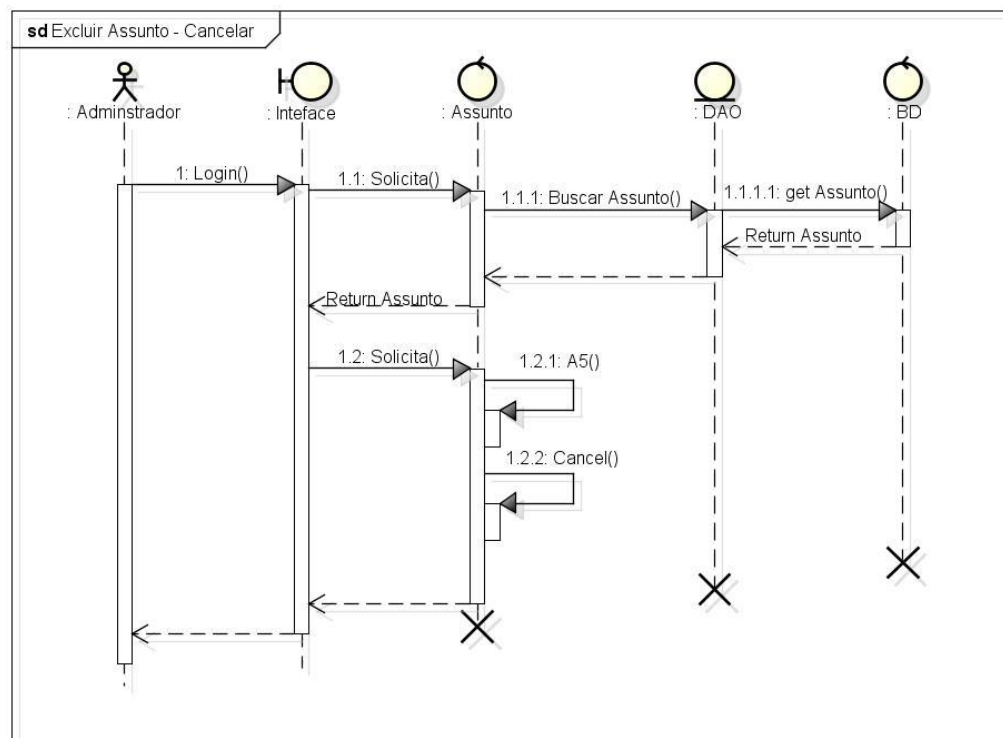 sd Excluir Assunto - Cancelar
: Adminstrador
: Inteface
: Assunto
: DAO
: BD
1: Login()
1.1: Solicita()
1.1.1: Buscar Assunto()
1.1.1.1: get Assunto()
Return Assunto
Return Assunto
1.2: Solicita()
1.2.1: A5()
1.2.2: Cancel()